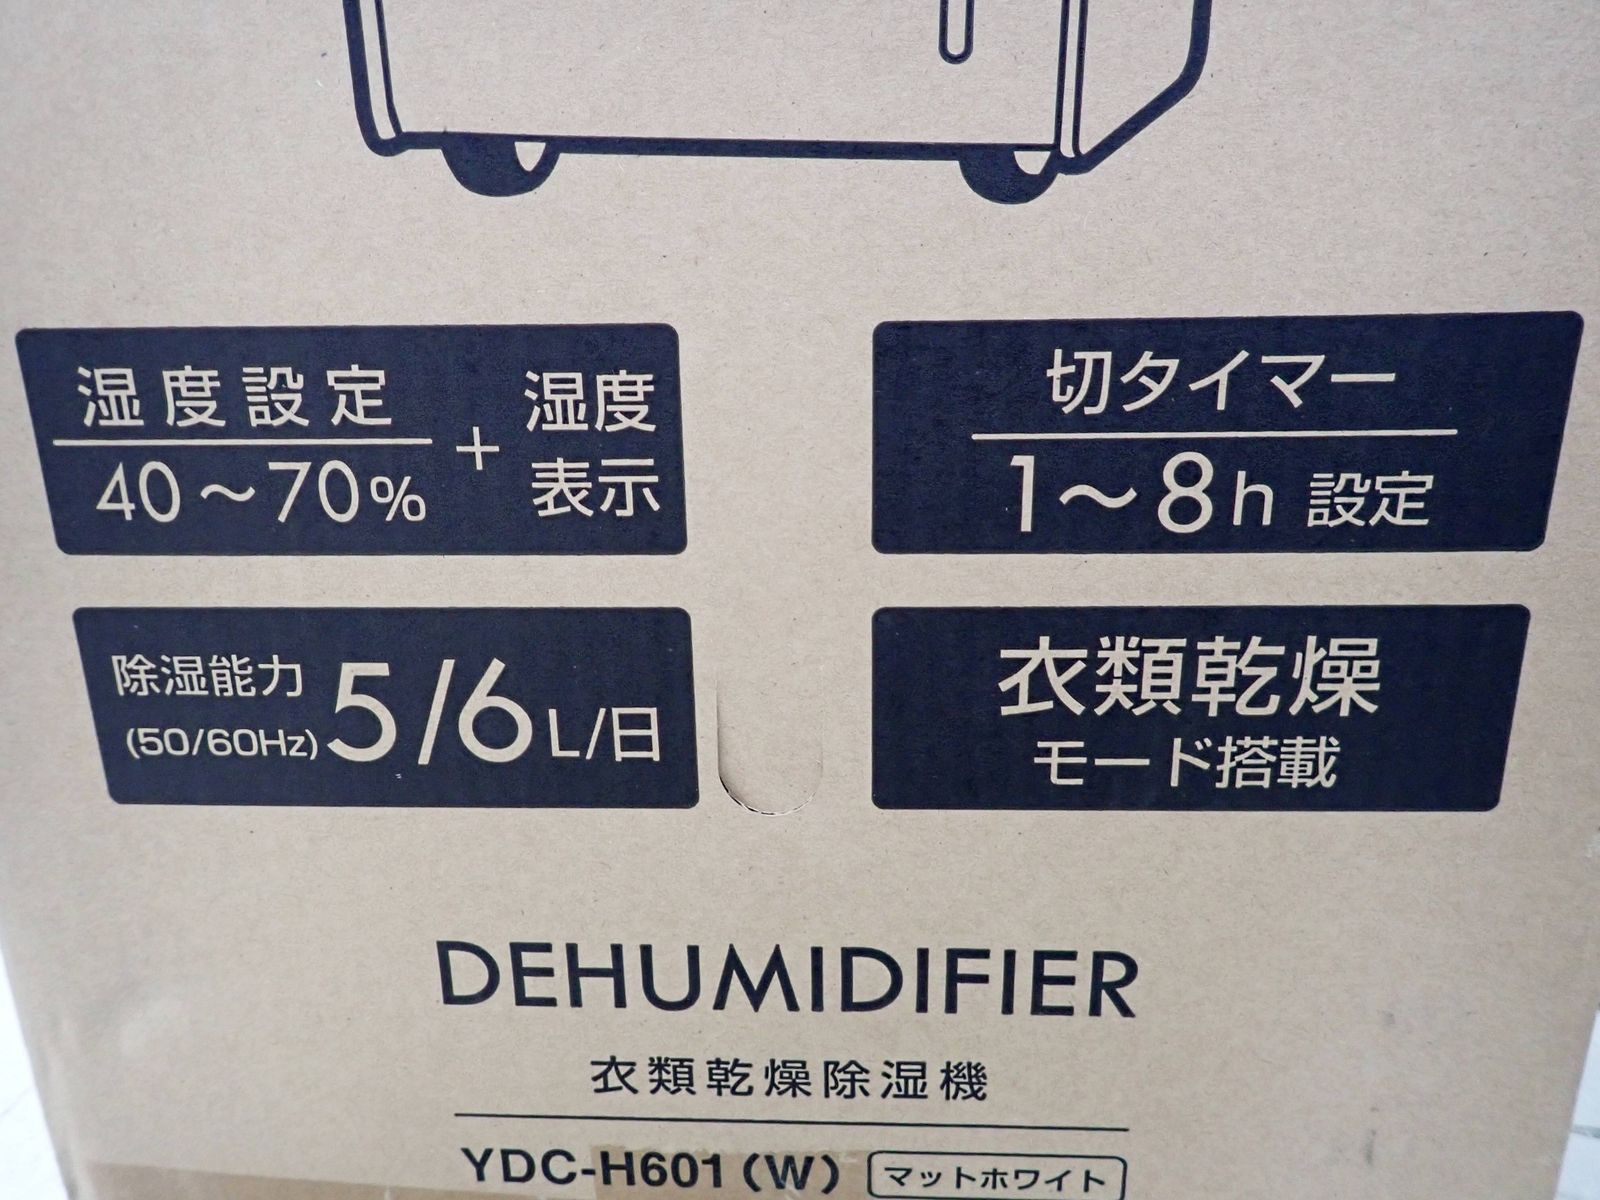 湿度設定
40～70%
+
湿度
表示
切タイマー
1～8h 設定
除湿能力
(50/60Hz)
5/6L/日
衣類乾燥
モード搭載
DEHUMIDIFIER
衣類乾燥除湿機
YDC-H601(W) マットホワイト